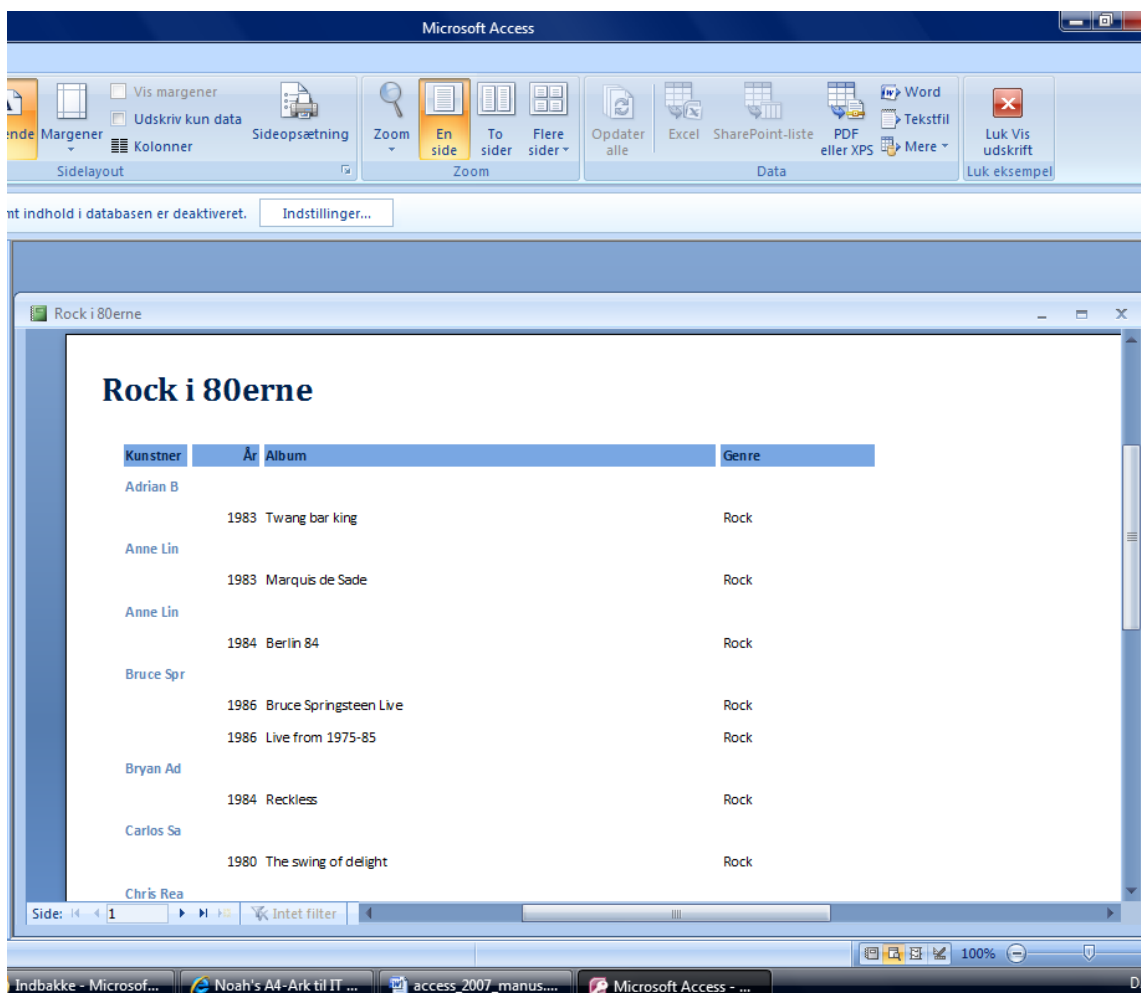 Microsoft Access
Vis margener
Udskriv kun data
Kolonner
ende Margener
Sideopsætning
Zoom
En side
To sider
Flere sider
Opdater alle
Excel
SharePoint-liste
PDF eller XPS
Word
Tekstfil
Mere
Luk Vis udskrift
Sidelayout
Zoom
Data
Luk eksempel
mt indhold i databasen er deaktiveret. Indstillinger...
Rock i 80erne
Rock i 80erne
Kunstner År Album Genre
Adrian B
1983 Twang bar king Rock
Anne Lin
1983 Marquis de Sade Rock
Anne Lin
1984 Berlin 84 Rock
Bruce Spr
1986 Bruce Springsteen Live Rock
1986 Live from 1975-85 Rock
Bryan Ad
1984 Reckless Rock
Carlos Sa
1980 The swing of delight Rock
Chris Rea
Side: 1 Intet filter
100%
Indbakke - Microsof... Noah's A4-Ark til IT ... access_2007_manus.... Microsoft Access - ... D